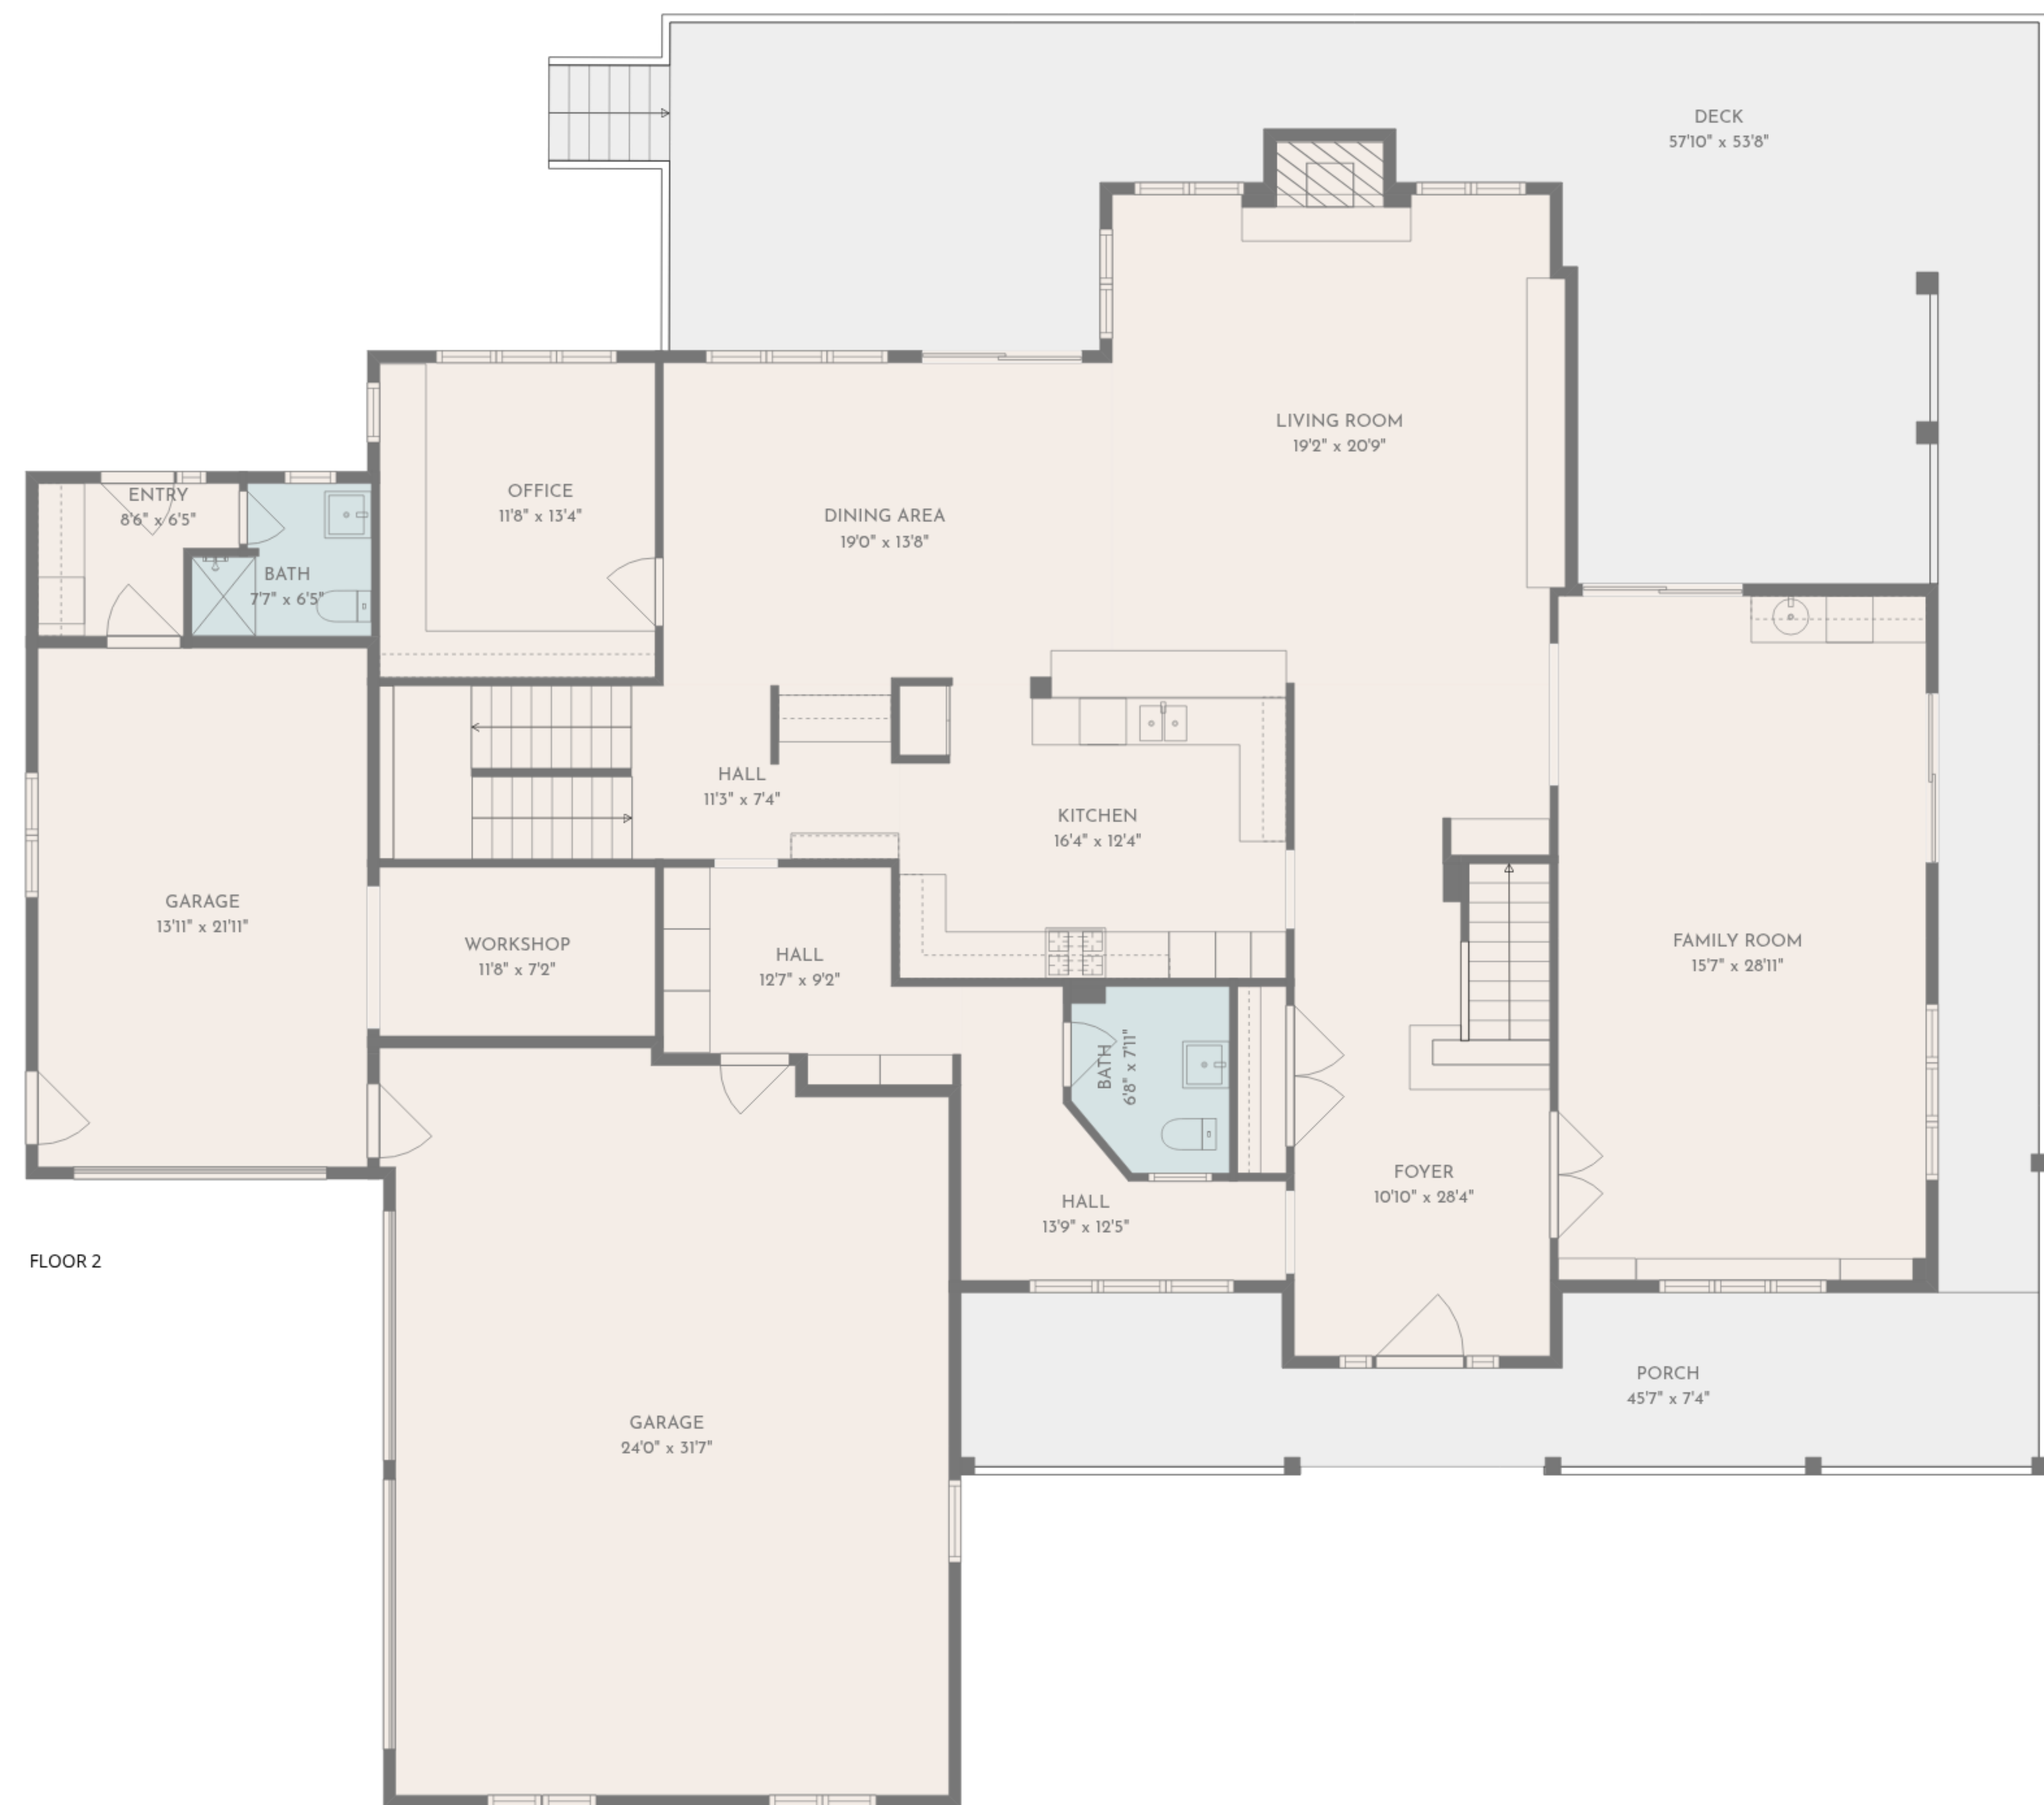 DECK
57'10" x 53'8"
LIVING ROOM
19'2" x 20'9"
ENTRY
8'6" x 6'5"
OFFICE
11'8" x 13'4"
DINING AREA
19'0" x 13'8"
BATH
7'7" x 6'5"
HALL
11'3" x 7'4"
KITCHEN
16'4" x 12'4"
GARAGE
13'11" x 21'11"
WORKSHOP
11'8" x 7'2"
HALL
12'7" x 9'2"
FAMILY ROOM
15'7" x 28'11"
BATH
6'8" x 7'11"
FOYER
10'10" x 28'4"
HALL
13'9" x 12'5"
FLOOR 2
PORCH
45'7" x 7'4"
GARAGE
24'0" x 31'7"